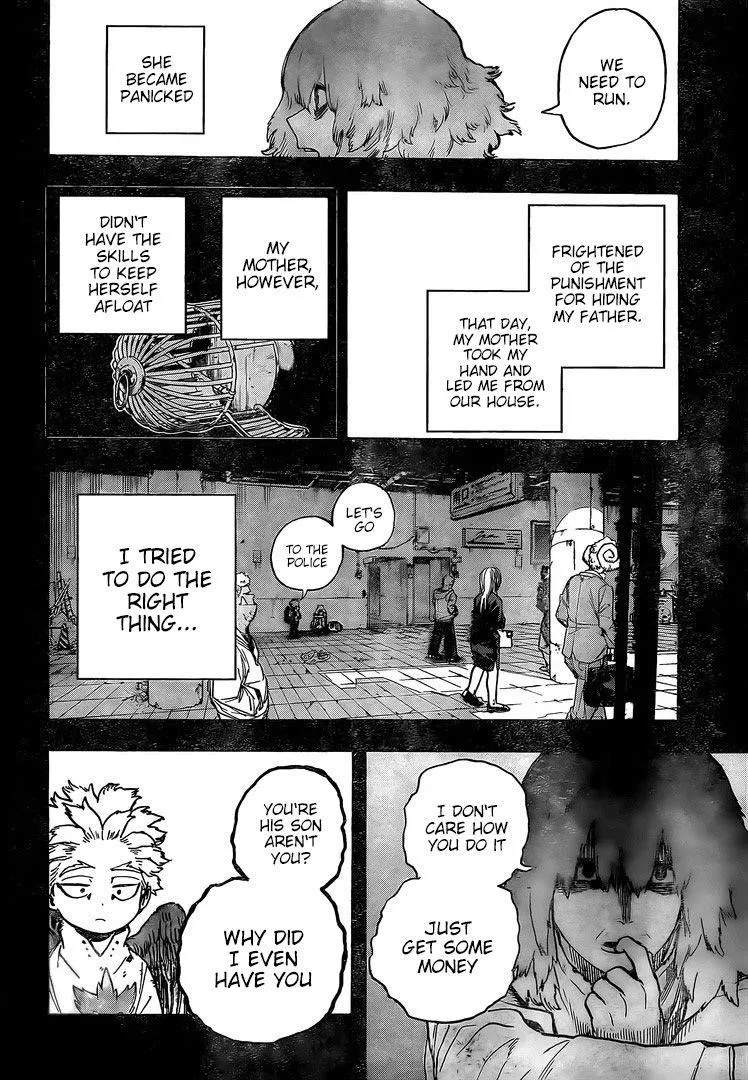 WE
NEED TO
RUN.
SHE
BECAME
PANICKED
FRIGHTENED
OF THE
PUNISHMENT
FOR HIDING
MY FATHER.
THAT DAY,
MY MOTHER
TOOK MY
HAND AND
LED ME FROM
OUR HOUSE.
MY
MOTHER,
HOWEVER,
DIDN'T
HAVE THE
SKILLS
TO KEEP
HERSELF
AFLOAT
LET'S
GO
TO THE
POLICE
I TRIED
TO DO THE
RIGHT
THING...
I DON'T
CARE HOW
YOU DO IT
JUST
GET SOME
MONEY
YOU'RE
HIS SON
AREN'T
YOU?
WHY DID
I EVEN
HAVE YOU